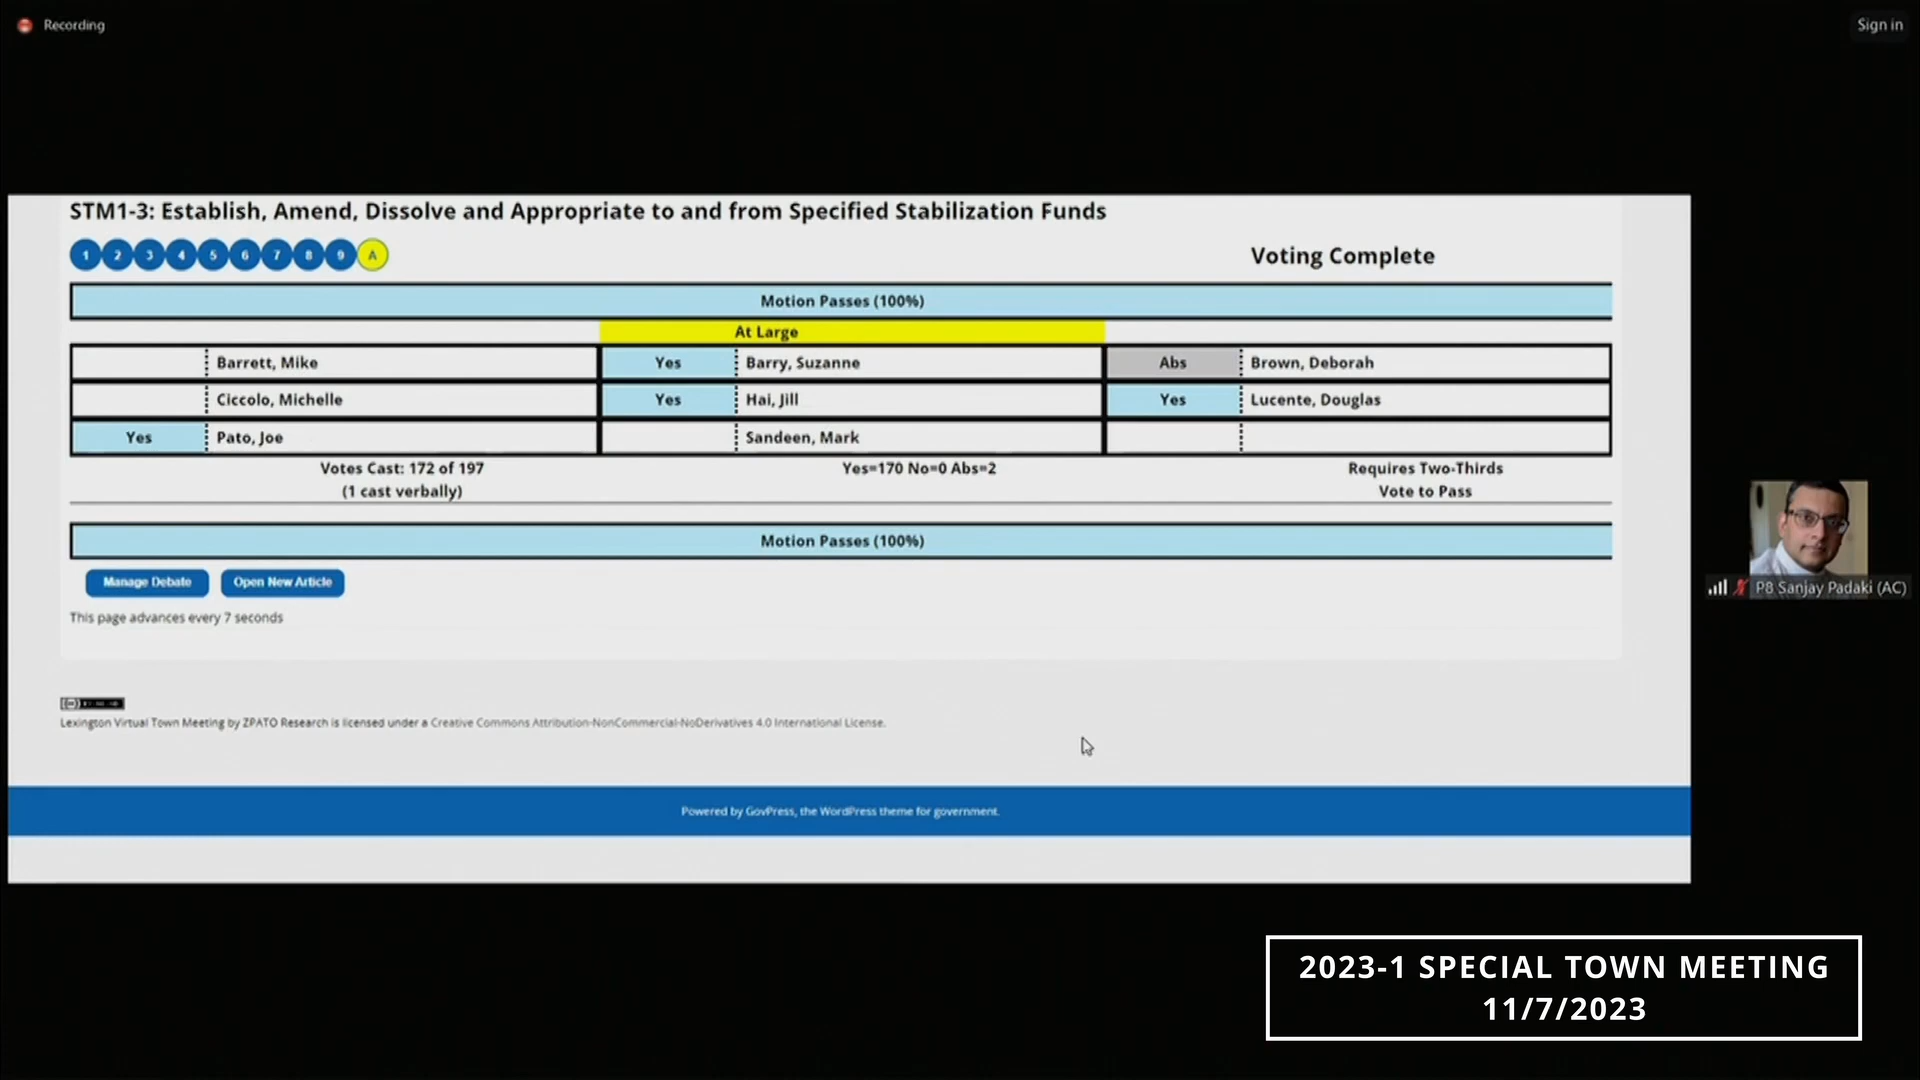 Recording
Sign in
STM1-3: Establish, Amend, Dissolve and Appropriate to and from Specified Stabilization Funds
1 2 3 4 5 6 7 8 9 A
Voting Complete
Motion Passes (100%)
At Large
Barrett, Mike Yes Barry, Suzanne Abs Brown, Deborah
Ciccolo, Michelle Yes Hai, Jill Yes Lucente, Douglas
Yes Pato, Joe Sandeen, Mark
Votes Cast: 172 of 197 Yes=170 No=0 Abs=2 Requires Two-Thirds
(1 cast verbally) Vote to Pass
Motion Passes (100%)
Manage Debate Open New Article
This page advances every 7 seconds
P8 Sanjay Padaki (AC)
Lexington Virtual Town Meeting by ZPATO Research is licensed under a Creative Commons Attribution-NonCommercial-NoDerivatives 4.0 International License.
Powered by GovPress, the WordPress theme for government.
2023-1 SPECIAL TOWN MEETING
11/7/2023